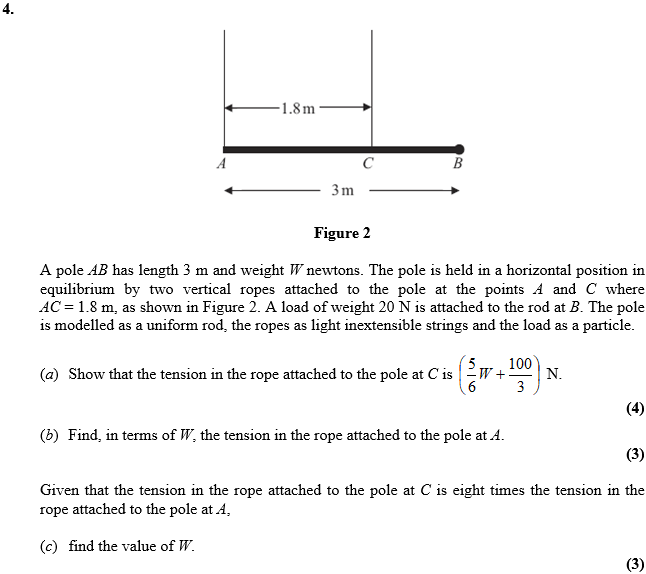 4.
1.8 m
A
C
B
3 m
Figure 2
A pole AB has length 3 m and weight W newtons. The pole is held in a horizontal position in
equilibrium by two vertical ropes attached to the pole at the points A and C where
AC = 1.8 m, as shown in Figure 2. A load of weight 20 N is attached to the rod at B. The pole
is modelled as a uniform rod, the ropes as light inextensible strings and the load as a particle.
(a) Show that the tension in the rope attached to the pole at C is (5/6 W + 100/3) N.
(4)
(b) Find, in terms of W, the tension in the rope attached to the pole at A.
(3)
Given that the tension in the rope attached to the pole at C is eight times the tension in the
rope attached to the pole at A,
(c) find the value of W.
(3)